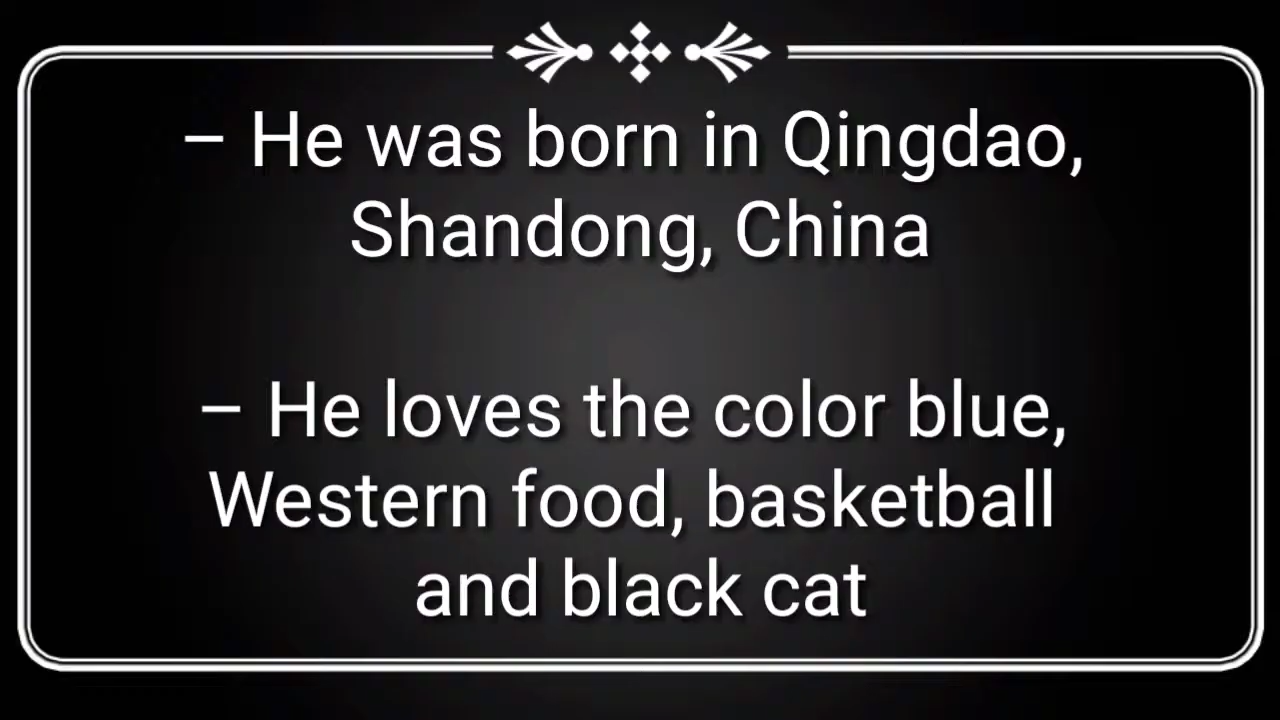 – He was born in Qingdao,
Shandong, China
– He loves the color blue,
Western food, basketball
and black cat